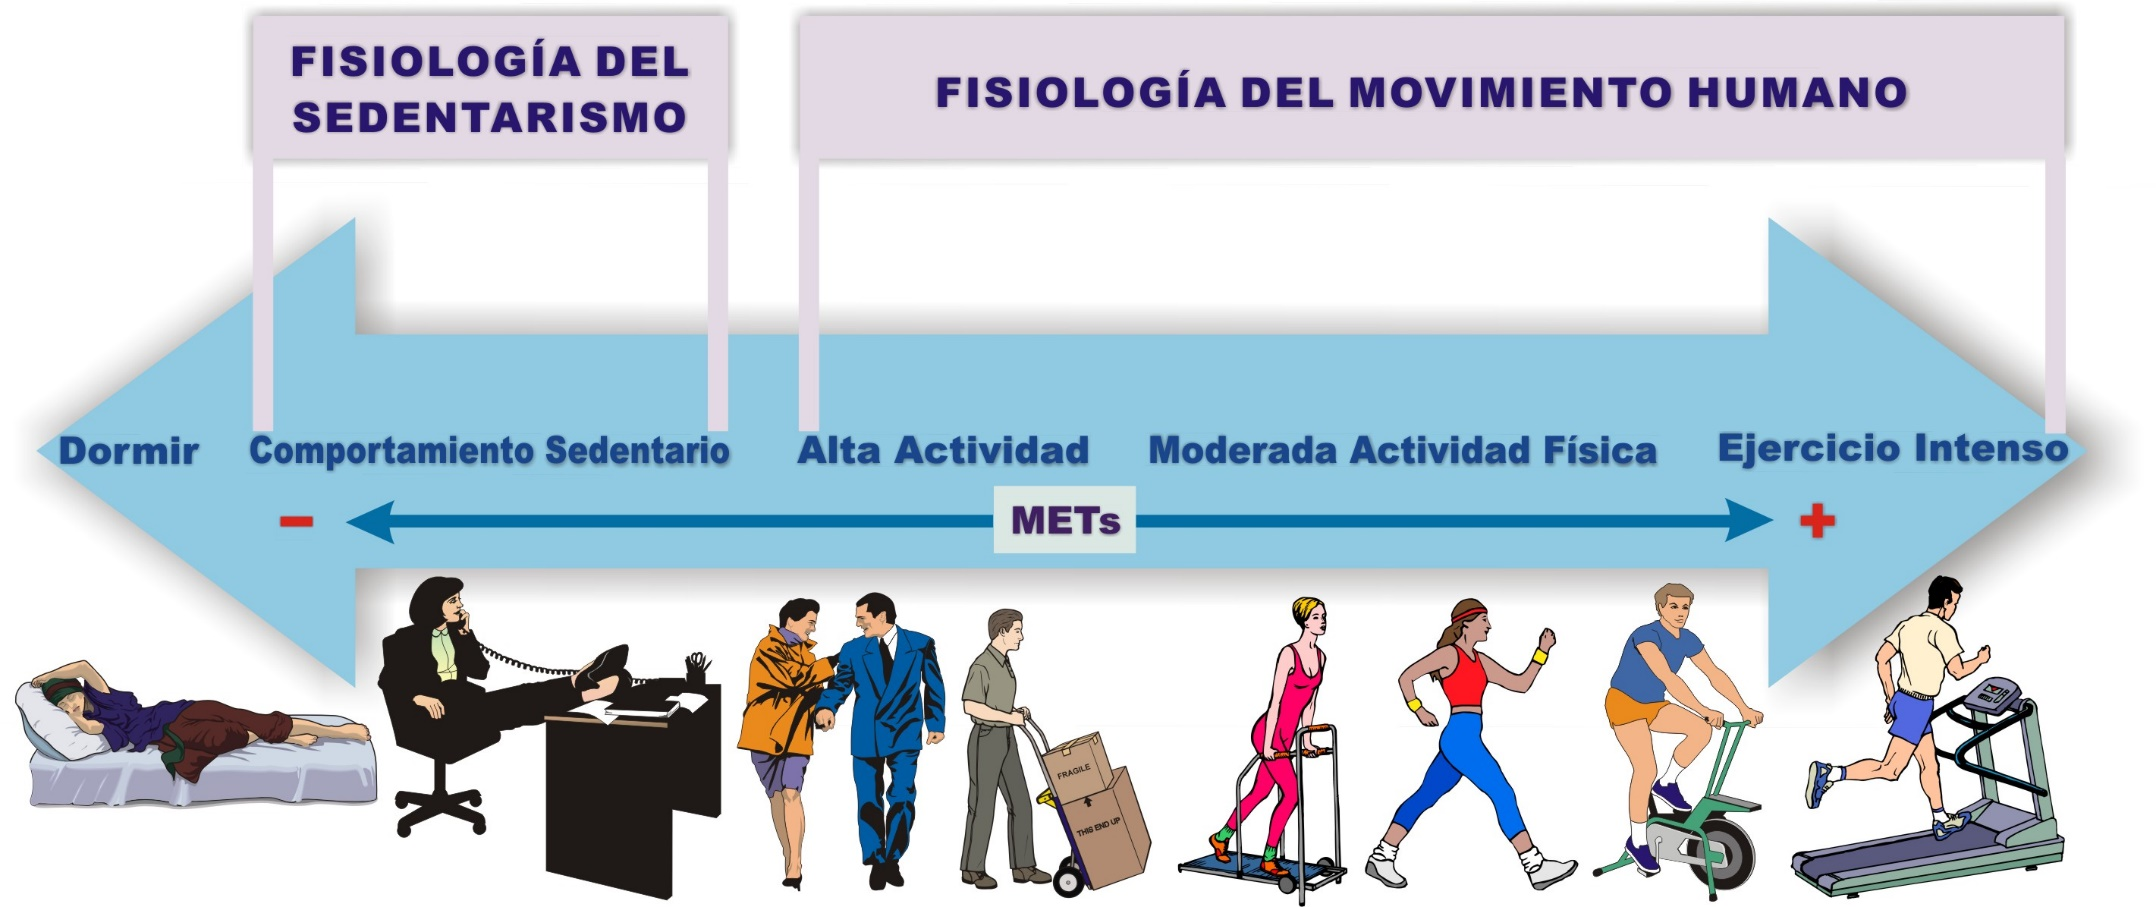 FISIOLOGÍA DEL
SEDENTARISMO
FISIOLOGÍA DEL MOVIMIENTO HUMANO
Dormir
Comportamiento Sedentario
Alta Actividad
Moderada Actividad Física
Ejercicio Intenso
−
METs
+
FRAGILE
THIS END UP